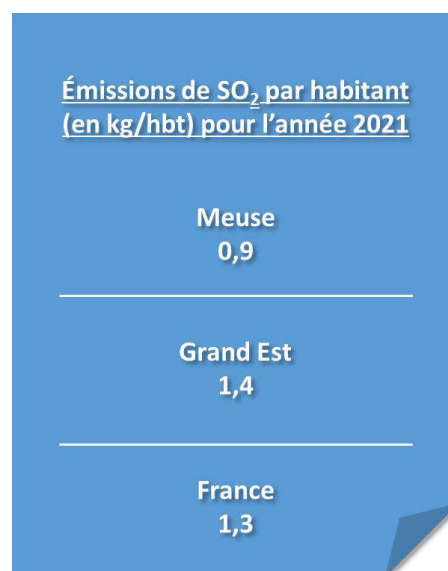 Émissions de SO₂ par habitant
(en kg/hbt) pour l’année 2021
Meuse
0,9
Grand Est
1,4
France
1,3